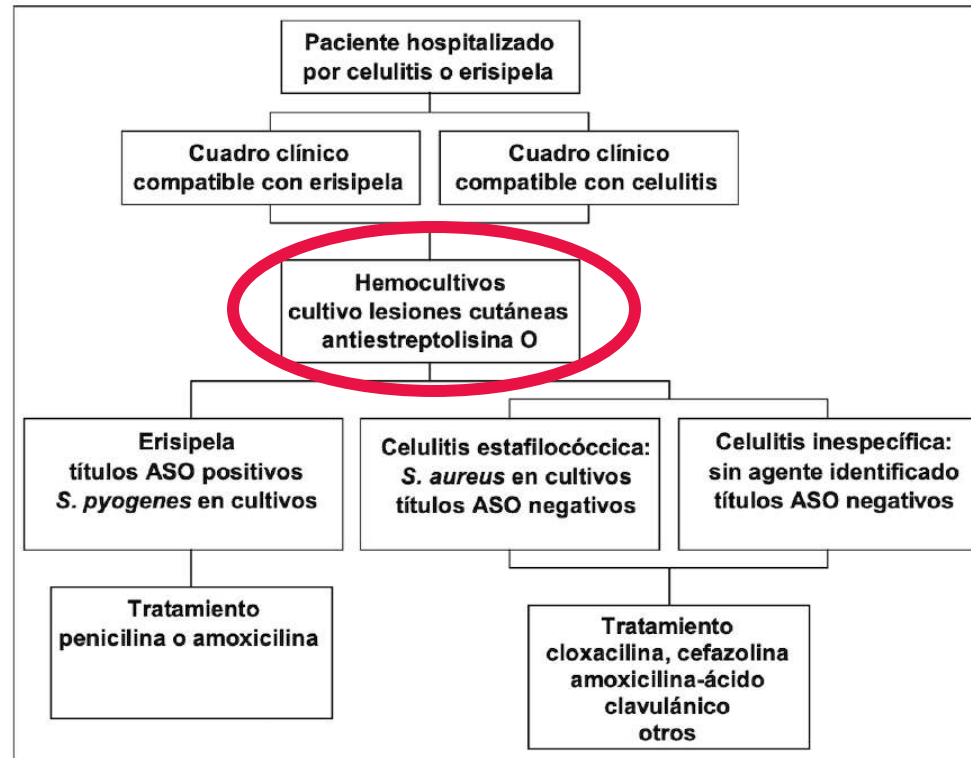 Paciente hospitalizado
por celulitis o erisipela
Cuadro clínico
compatible con erisipela
Cuadro clínico
compatible con celulitis
Hemocultivos
cultivo lesiones cutáneas
antiestreptolisina O
Erisipela
títulos ASO positivos
S. pyogenes en cultivos
Celulitis estafilocóccica:
S. aureus en cultivos
títulos ASO negativos
Celulitis inespecífica:
sin agente identificado
títulos ASO negativos
Tratamiento
penicilina o amoxicilina
Tratamiento
cloxacilina, cefazolina
amoxicilina-ácido
clavulánico
otros